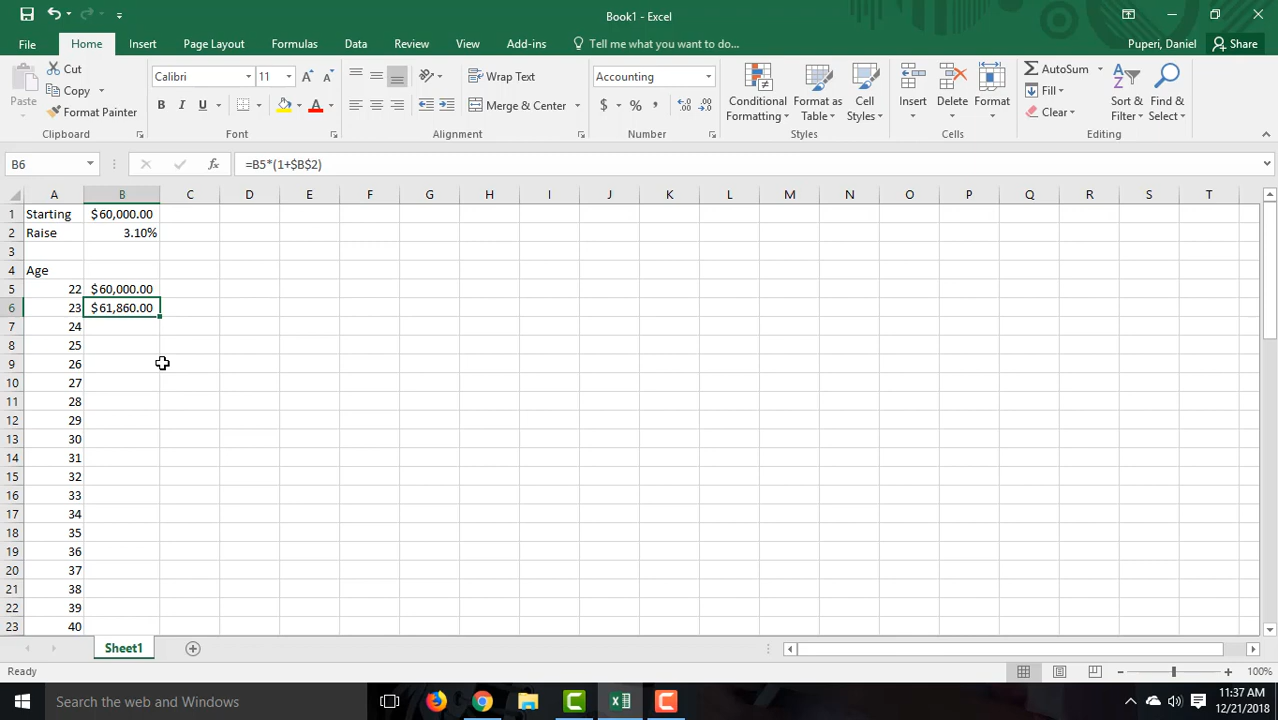 Book1 - Excel
File Home Insert Page Layout Formulas Data Review View Add-ins Tell me what you want to do... Puperi, Daniel Share
Cut
Copy
Format Painter
Paste
Clipboard
Calibri 11
B I U
Font
Wrap Text
Merge & Center
Alignment
Accounting
$ % ,
Number
Conditional Formatting
Format as Table
Cell Styles
Styles
Insert Delete Format
Cells
AutoSum
Fill
Clear
Sort & Filter
Find & Select
Editing
B6 fx =B5*(1+$B$2)
A B C D E F G H I J K L M N O P Q R S T
1 Starting $60,000.00
2 Raise 3.10%
3
4 Age
5 22 $60,000.00
6 23 $61,860.00
7 24
8 25
9 26
10 27
11 28
12 29
13 30
14 31
15 32
16 33
17 34
18 35
19 36
20 37
21 38
22 39
23 40
Sheet1
Ready 100%
Search the web and Windows
11:37 AM
12/21/2018